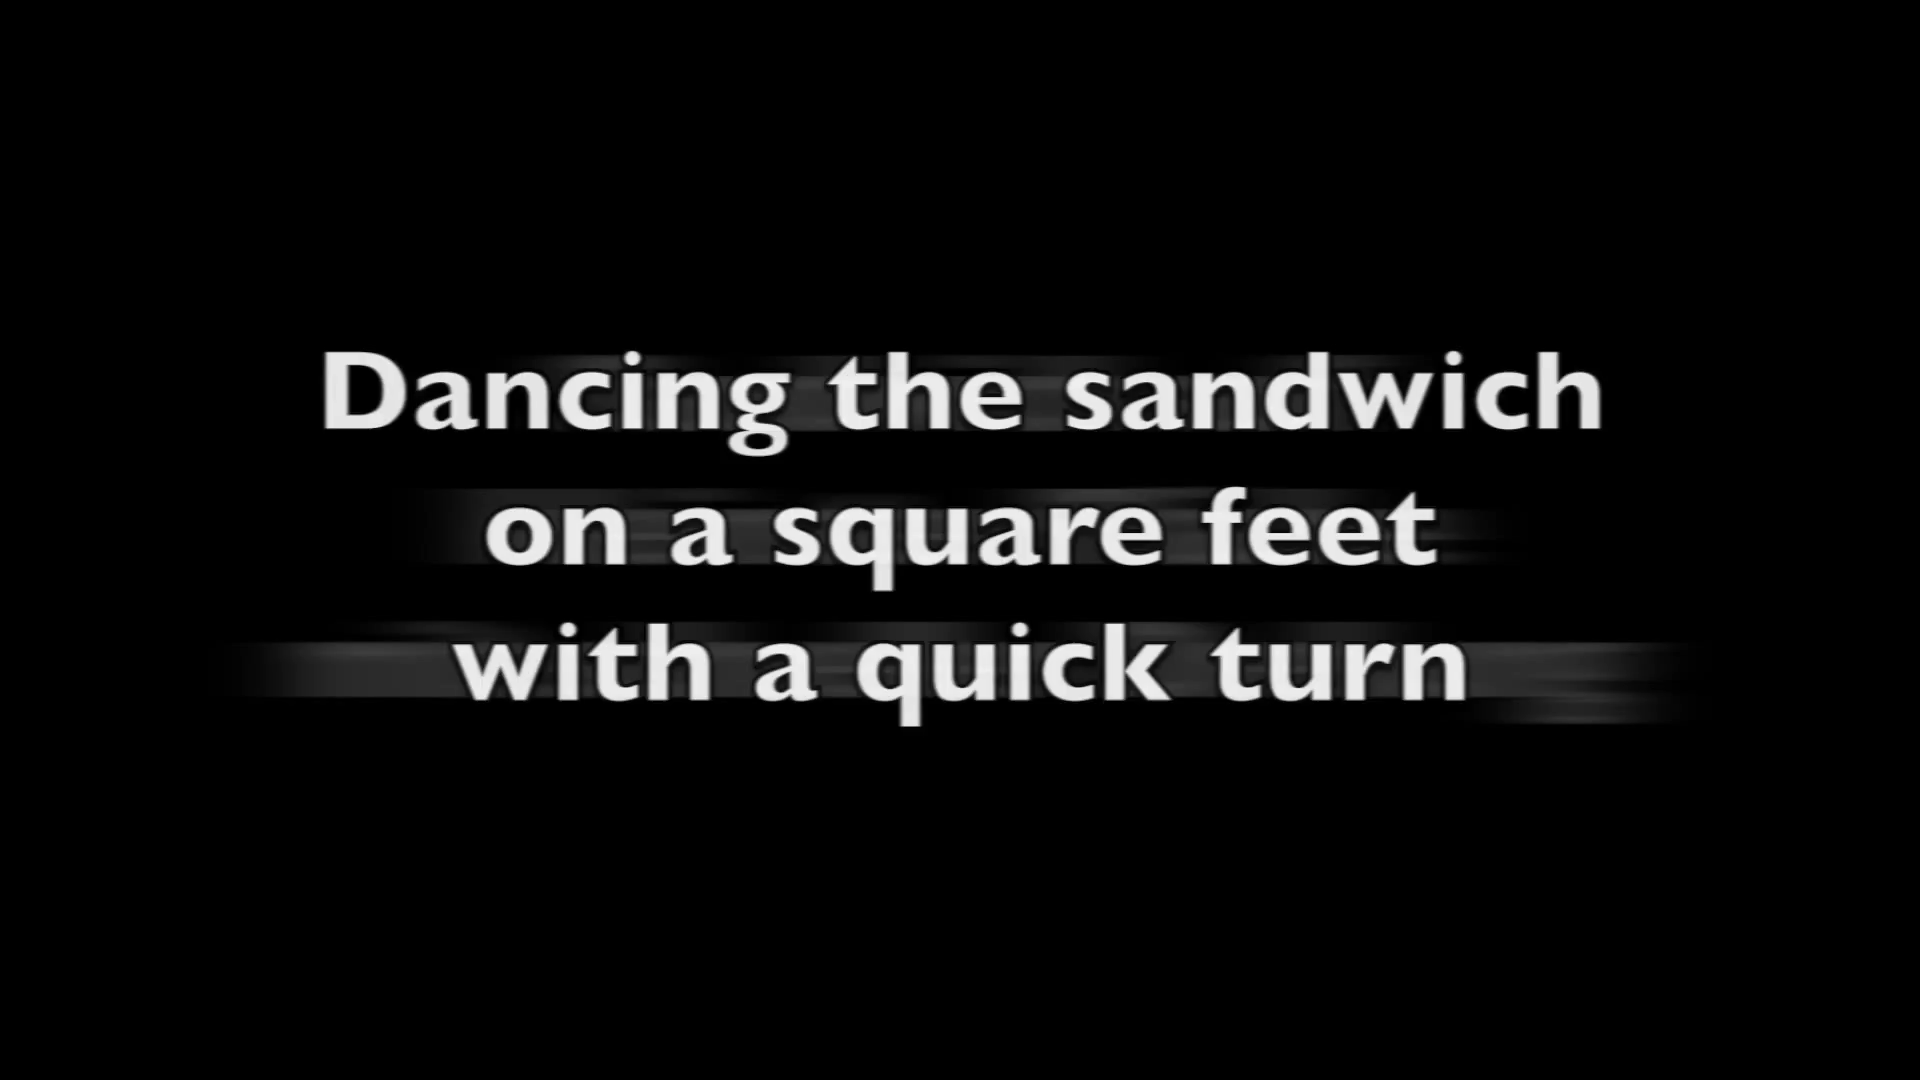 Dancing the sandwich
on a square feet
with a quick turn